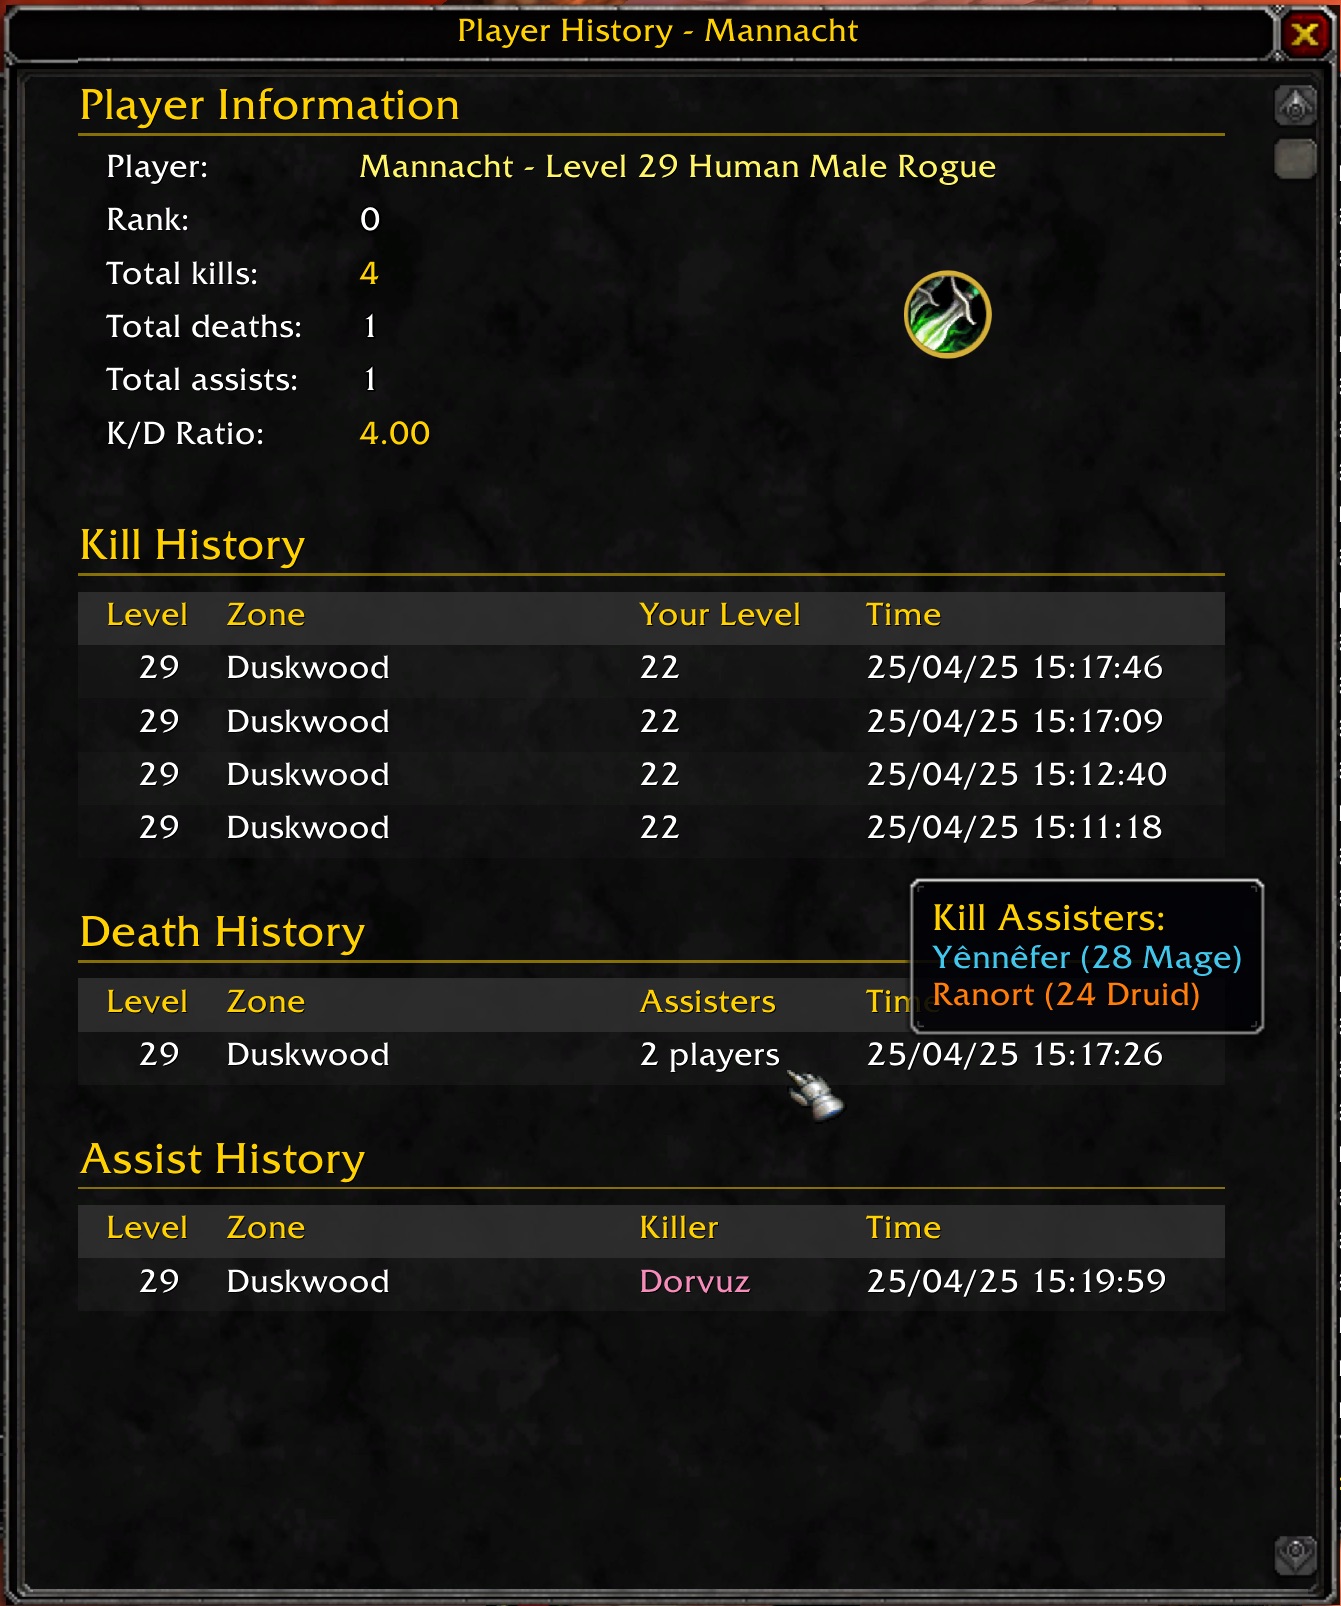 Player History - Mannacht
Player Information
Player: Mannacht - Level 29 Human Male Rogue
Rank: 0
Total kills: 4
Total deaths: 1
Total assists: 1
K/D Ratio: 4.00
Kill History
Level Zone Your Level Time
29 Duskwood 22 25/04/25 15:17:46
29 Duskwood 22 25/04/25 15:17:09
29 Duskwood 22 25/04/25 15:12:40
29 Duskwood 22 25/04/25 15:11:18
Kill Assisters:
Yênnêfer (28 Mage)
Ranort (24 Druid)
Death History
Level Zone Assisters Time
29 Duskwood 2 players 25/04/25 15:17:26
Assist History
Level Zone Killer Time
29 Duskwood Dorvuz 25/04/25 15:19:59